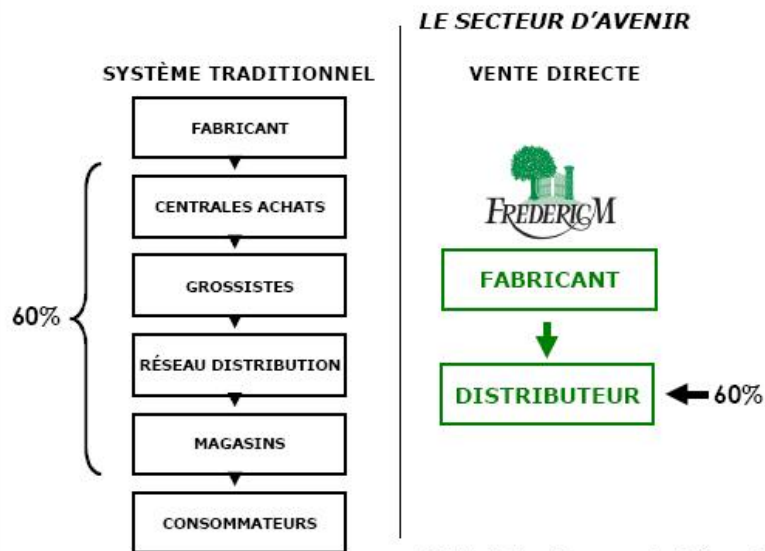 LE SECTEUR D'AVENIR
SYSTÈME TRADITIONNEL
VENTE DIRECTE
FABRICANT
CENTRALES ACHATS
GROSSISTES
RÉSEAU DISTRIBUTION
MAGASINS
CONSOMMATEURS
60%
FREDERIC M
FABRICANT
DISTRIBUTEUR
60%